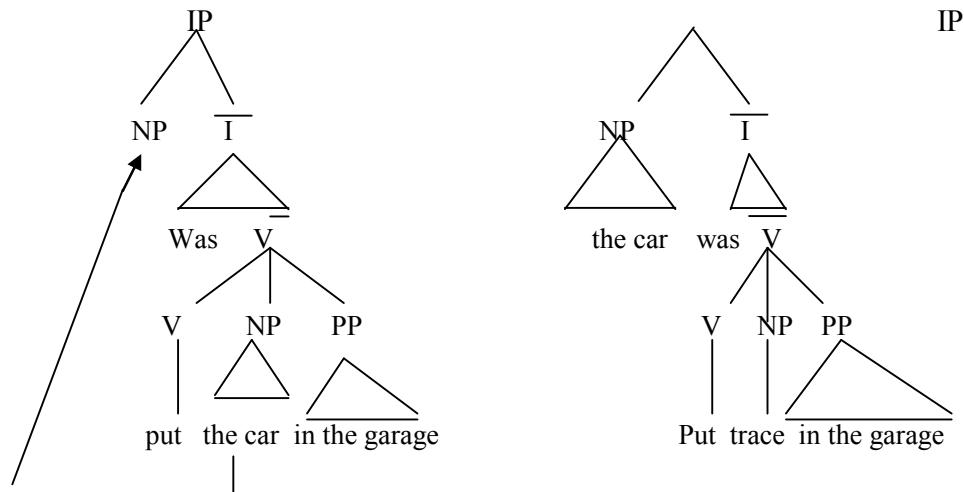 IP IP
NP I NP I
Was V the car was V
V NP PP V NP PP
put the car in the garage Put trace in the garage